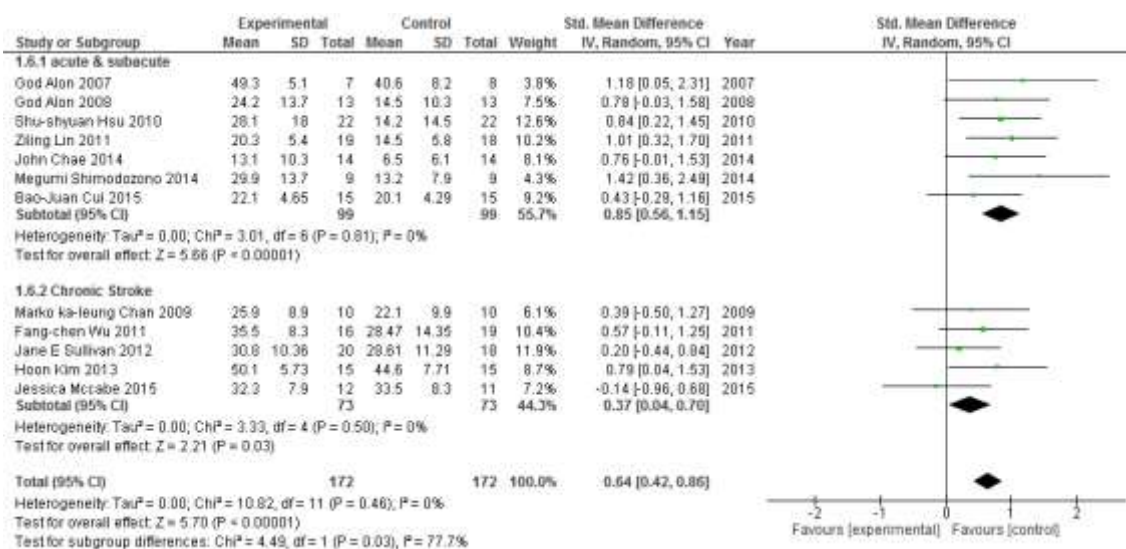 Experimental Control Std. Mean Difference Std. Mean Difference
Study or Subgroup Mean SD Total Mean SD Total Weight IV, Random, 95% CI Year IV, Random, 95% CI
1.6.1 acute & subacute
God Alon 2007 49.3 5.1 7 40.6 8.2 8 3.8% 1.18 [0.05, 2.31] 2007
God Alon 2008 24.2 13.7 13 14.5 10.3 13 7.5% 0.78 [-0.03, 1.58] 2008
Shu-shyuan Hsu 2010 28.1 18 22 14.2 14.5 22 12.6% 0.84 [0.22, 1.45] 2010
Ziling Lin 2011 20.3 5.4 19 14.5 5.8 18 10.2% 1.01 [0.32, 1.70] 2011
John Chae 2014 13.1 10.3 14 6.5 6.1 14 8.1% 0.76 [-0.01, 1.53] 2014
Megumi Shimodozono 2014 29.9 13.7 9 13.2 7.9 9 4.3% 1.42 [0.36, 2.49] 2014
Bao-Juan Cui 2015 22.1 4.65 15 20.1 4.29 15 9.2% 0.43 [-0.29, 1.16] 2015
Subtotal (95% CI) 99 99 55.7% 0.85 [0.56, 1.15]
Heterogeneity: Tau² = 0.00; Chi² = 3.01, df = 6 (P = 0.81); I² = 0%
Test for overall effect: Z = 5.66 (P < 0.00001)
1.6.2 Chronic Stroke
Marko ka-leung Chan 2009 25.9 8.9 10 22.1 9.9 10 6.1% 0.39 [-0.50, 1.27] 2009
Fang-chen Wu 2011 35.5 8.3 16 28.47 14.35 19 10.4% 0.57 [-0.11, 1.25] 2011
Jane E Sullivan 2012 30.8 10.36 20 28.61 11.29 18 11.9% 0.20 [-0.44, 0.84] 2012
Hoon Kim 2013 50.1 5.73 15 44.6 7.71 15 8.7% 0.79 [0.04, 1.53] 2013
Jessica Mccabe 2015 32.3 7.9 12 33.5 8.3 11 7.2% -0.14 [-0.96, 0.68] 2015
Subtotal (95% CI) 73 73 44.3% 0.37 [0.04, 0.70]
Heterogeneity: Tau² = 0.00; Chi² = 3.33, df = 4 (P = 0.50); I² = 0%
Test for overall effect: Z = 2.21 (P = 0.03)
Total (95% CI) 172 172 100.0% 0.64 [0.42, 0.86]
Heterogeneity: Tau² = 0.00; Chi² = 10.82, df = 11 (P = 0.46); I² = 0%
Test for overall effect: Z = 5.70 (P < 0.00001)
Test for subgroup differences: Chi² = 4.49, df = 1 (P = 0.03), I² = 77.7%
-2 -1 0 1 2
Favours [experimental] Favours [control]